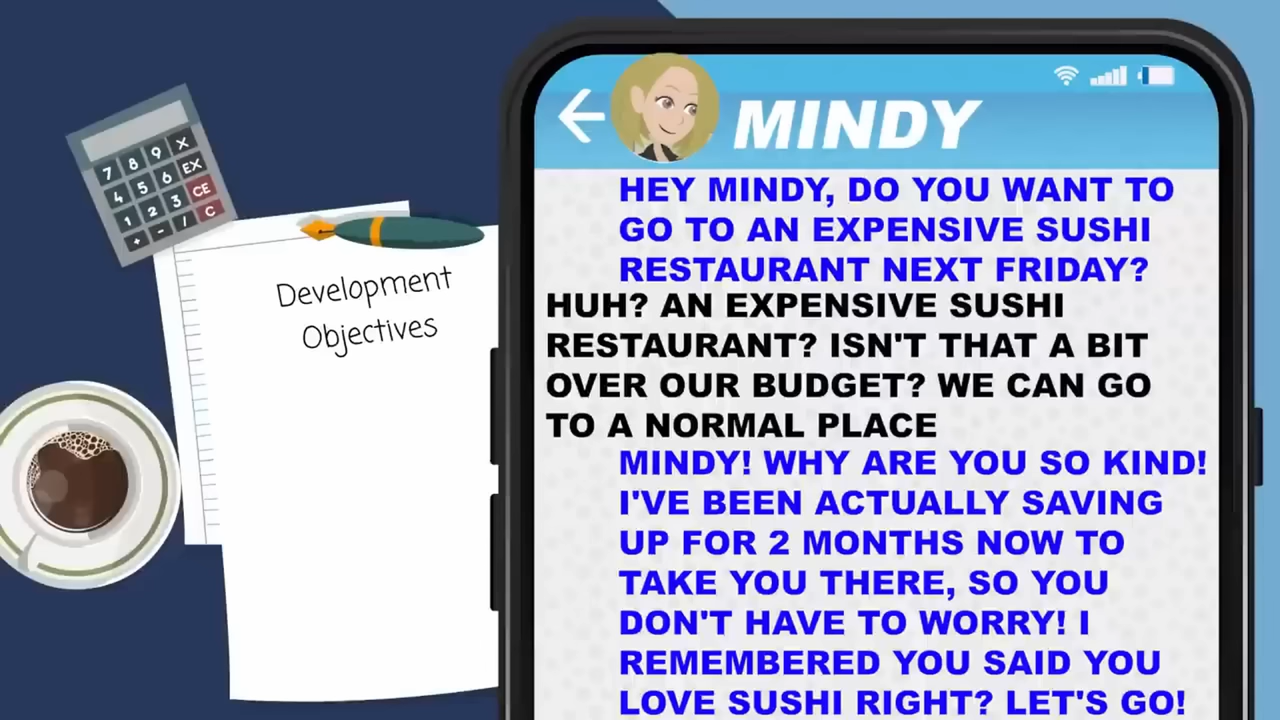 7 8 9 X
4 5 6 EX
1 2 3 CE
+ - / C
Development
Objectives
MINDY
HEY MINDY, DO YOU WANT TO
GO TO AN EXPENSIVE SUSHI
RESTAURANT NEXT FRIDAY?
HUH? AN EXPENSIVE SUSHI
RESTAURANT? ISN'T THAT A BIT
OVER OUR BUDGET? WE CAN GO
TO A NORMAL PLACE
MINDY! WHY ARE YOU SO KIND!
I'VE BEEN ACTUALLY SAVING
UP FOR 2 MONTHS NOW TO
TAKE YOU THERE, SO YOU
DON'T HAVE TO WORRY! I
REMEMBERED YOU SAID YOU
LOVE SUSHI RIGHT? LET'S GO!